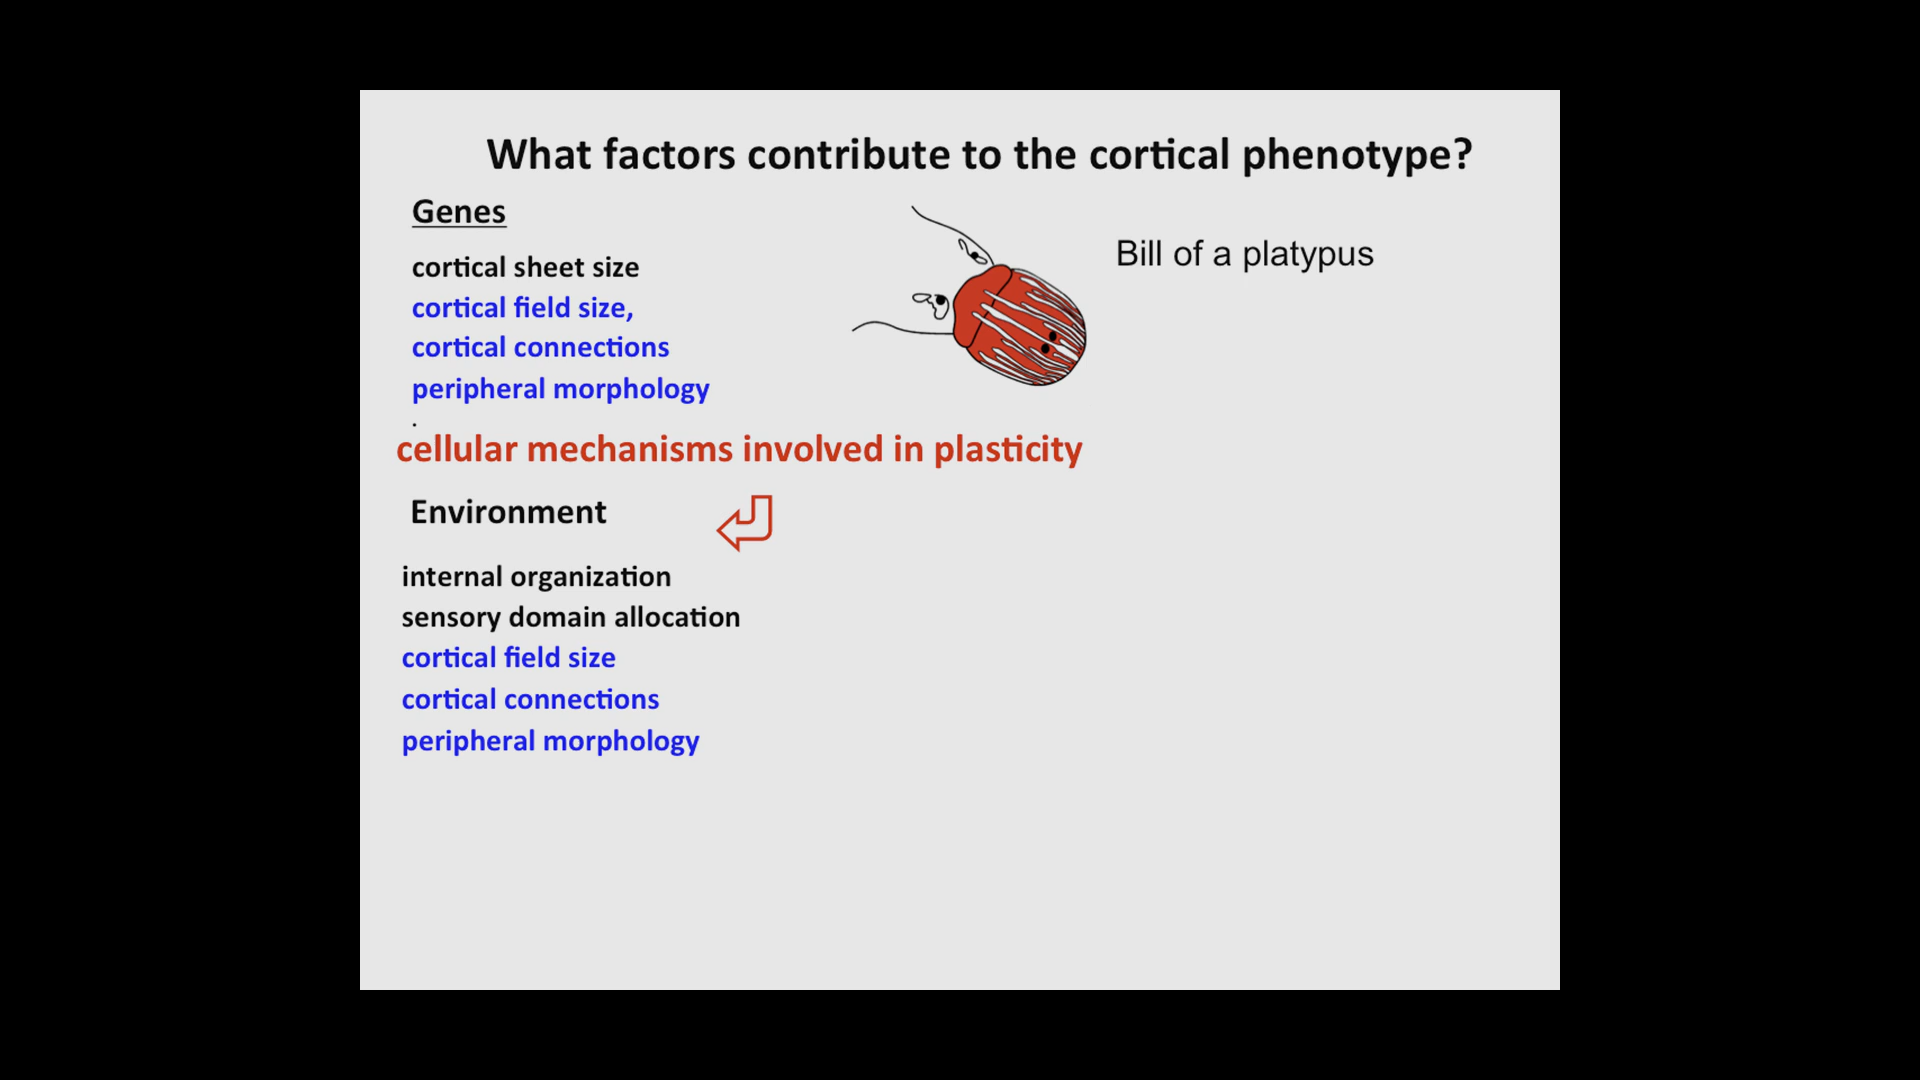 What factors contribute to the cortical phenotype?
Genes
Bill of a platypus
cortical sheet size
cortical field size,
cortical connections
peripheral morphology
.
cellular mechanisms involved in plasticity
Environment
internal organization
sensory domain allocation
cortical field size
cortical connections
peripheral morphology